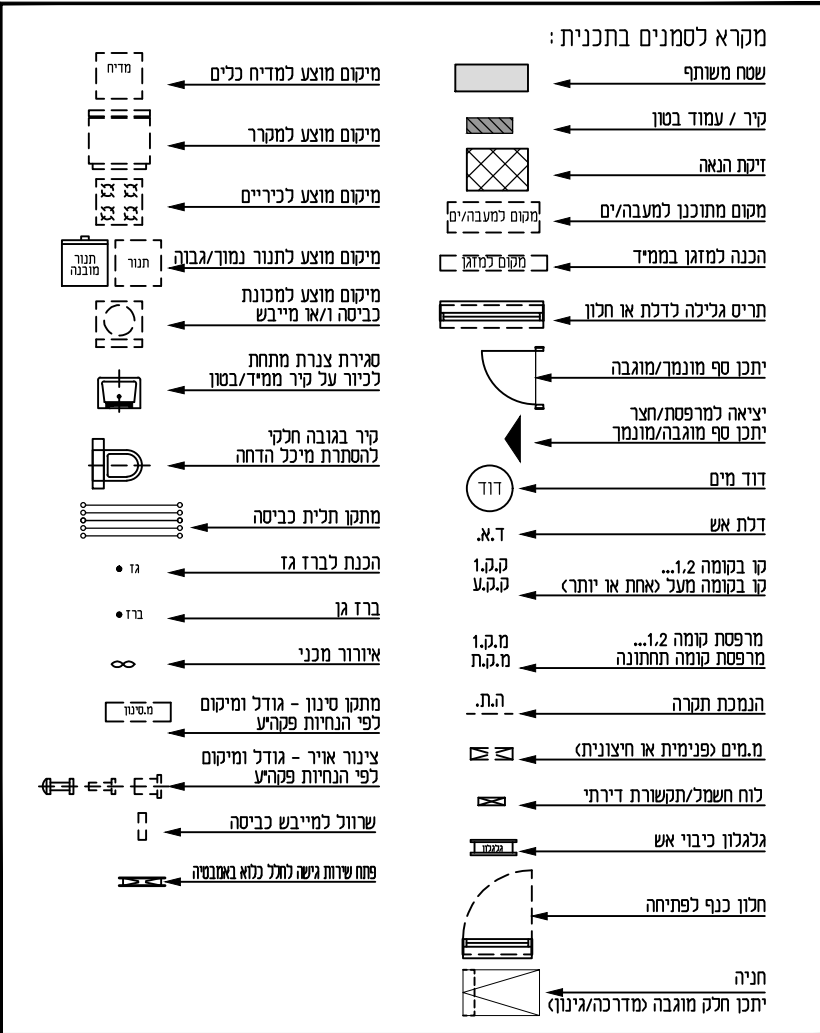 מקרא לסמנים בתכנית :
שטח משותף
קיר / עמוד בטון
זיקת הנאה
מקום מתוכנן למעבה/ים
מקום למעבה/ים
הכנה למזגן בממ"ד
מקום למזגן
תריס גלילה לדלת או חלון
יתכן סף מונמך/מוגבה
יציאה למרפסת/חצר
יתכן סף מוגבה/מונמך
דוד מים
דוד
דלת אש
ד.א.
קו בקומה 1,2...
ק.ק.1
קו בקומה מעל (אחת או יותר)
ק.ק.ע
מרפסת קומה 1,2...
מ.ק.1
מרפסת קומה תחתונה
מ.ק.ת
הנמכת תקרה
ה.ת.
מ.מים (פנימית או חיצונית)
לוח חשמל/תקשורת דירתי
גלגלון כיבוי אש
גלגלון
חלון כנף לפתיחה
חניה
יתכן חלק מוגבה (מדרכה/גינון)
מיקום מוצע למדיח כלים
מדיח
מיקום מוצע למקרר
מיקום מוצע לכיריים
מיקום מוצע לתנור נמוך/גבוה
תנור
תנור
מובנה
מיקום מוצע למכונת
כביסה ו/או מייבש
סגירת צנרת מתחת
לכיור על קיר ממ"ד/בטון
קיר בגובה חלקי
להסתרת מיכל הדחה
מתקן תלית כביסה
הכנת לברז גז
גז
ברז גן
ברז
איורור מכני
מתקן סינון - גודל ומיקום
לפי הנחיות פקה"ע
מ.סינון
צינור אויר - גודל ומיקום
לפי הנחיות פקה"ע
שרוול למייבש כביסה
פתח שירות גישה לחלל כלוא באמבטיה